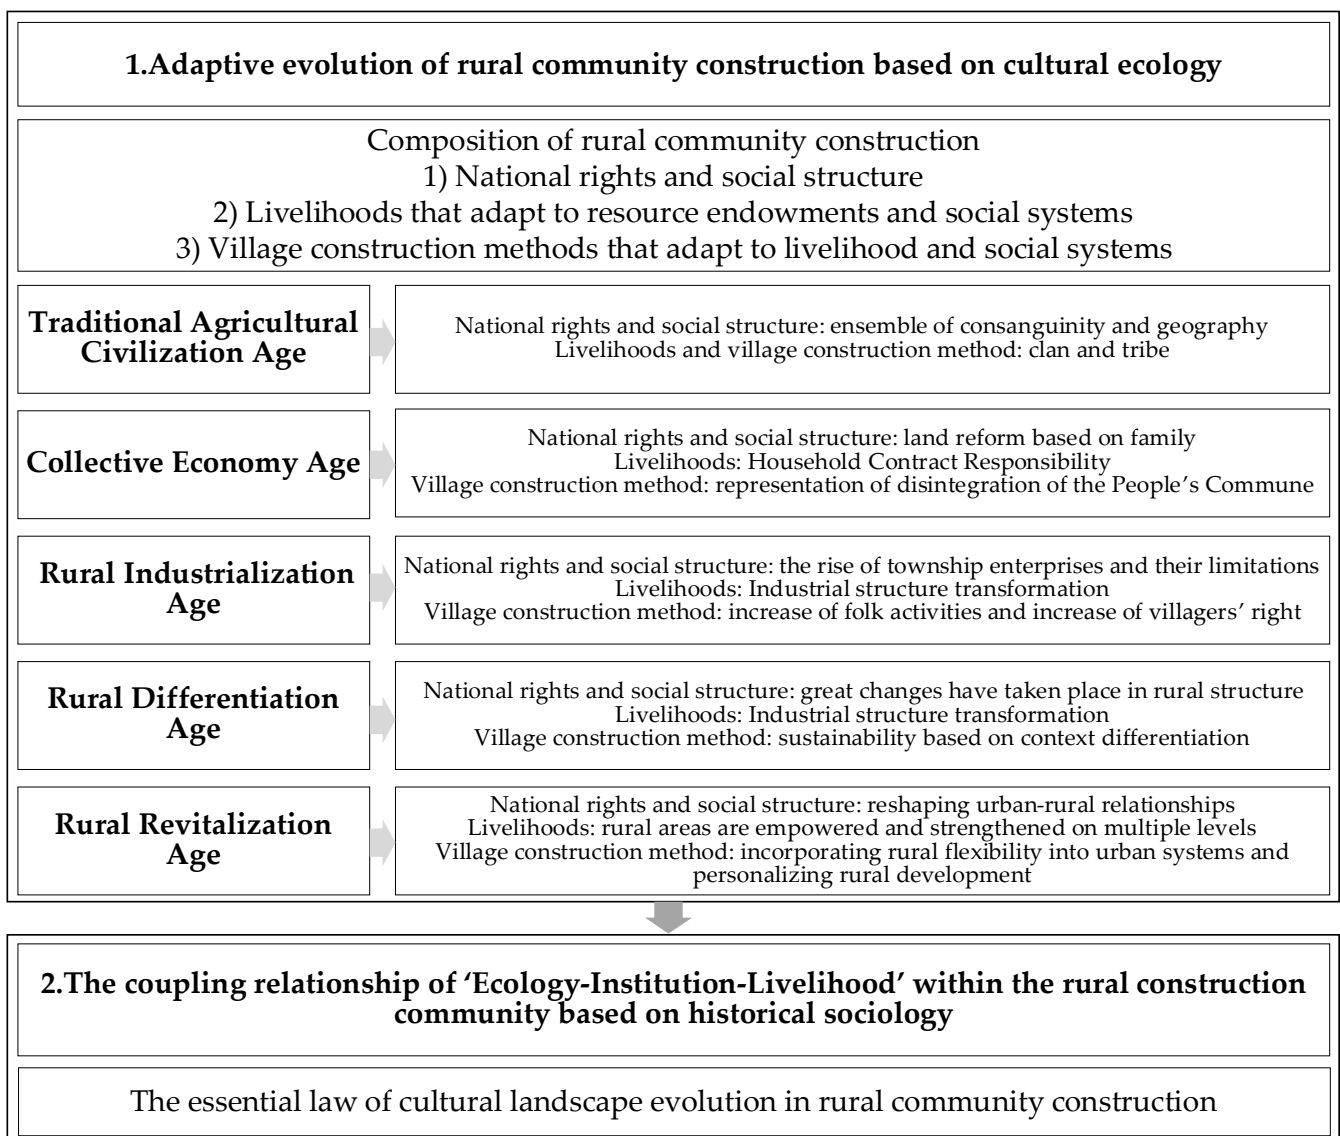 1.Adaptive evolution of rural community construction based on cultural ecology
Composition of rural community construction
1) National rights and social structure
2) Livelihoods that adapt to resource endowments and social systems
3) Village construction methods that adapt to livelihood and social systems
Traditional Agricultural
Civilization Age
National rights and social structure: ensemble of consanguinity and geography
Livelihoods and village construction method: clan and tribe
Collective Economy Age
National rights and social structure: land reform based on family
Livelihoods: Household Contract Responsibility
Village construction method: representation of disintegration of the People's Commune
Rural Industrialization
Age
National rights and social structure: the rise of township enterprises and their limitations
Livelihoods: Industrial structure transformation
Village construction method: increase of folk activities and increase of villagers' right
Rural Differentiation
Age
National rights and social structure: great changes have taken place in rural structure
Livelihoods: Industrial structure transformation
Village construction method: sustainability based on context differentiation
Rural Revitalization
Age
National rights and social structure: reshaping urban-rural relationships
Livelihoods: rural areas are empowered and strengthened on multiple levels
Village construction method: incorporating rural flexibility into urban systems and
personalizing rural development
2.The coupling relationship of 'Ecology-Institution-Livelihood' within the rural construction
community based on historical sociology
The essential law of cultural landscape evolution in rural community construction